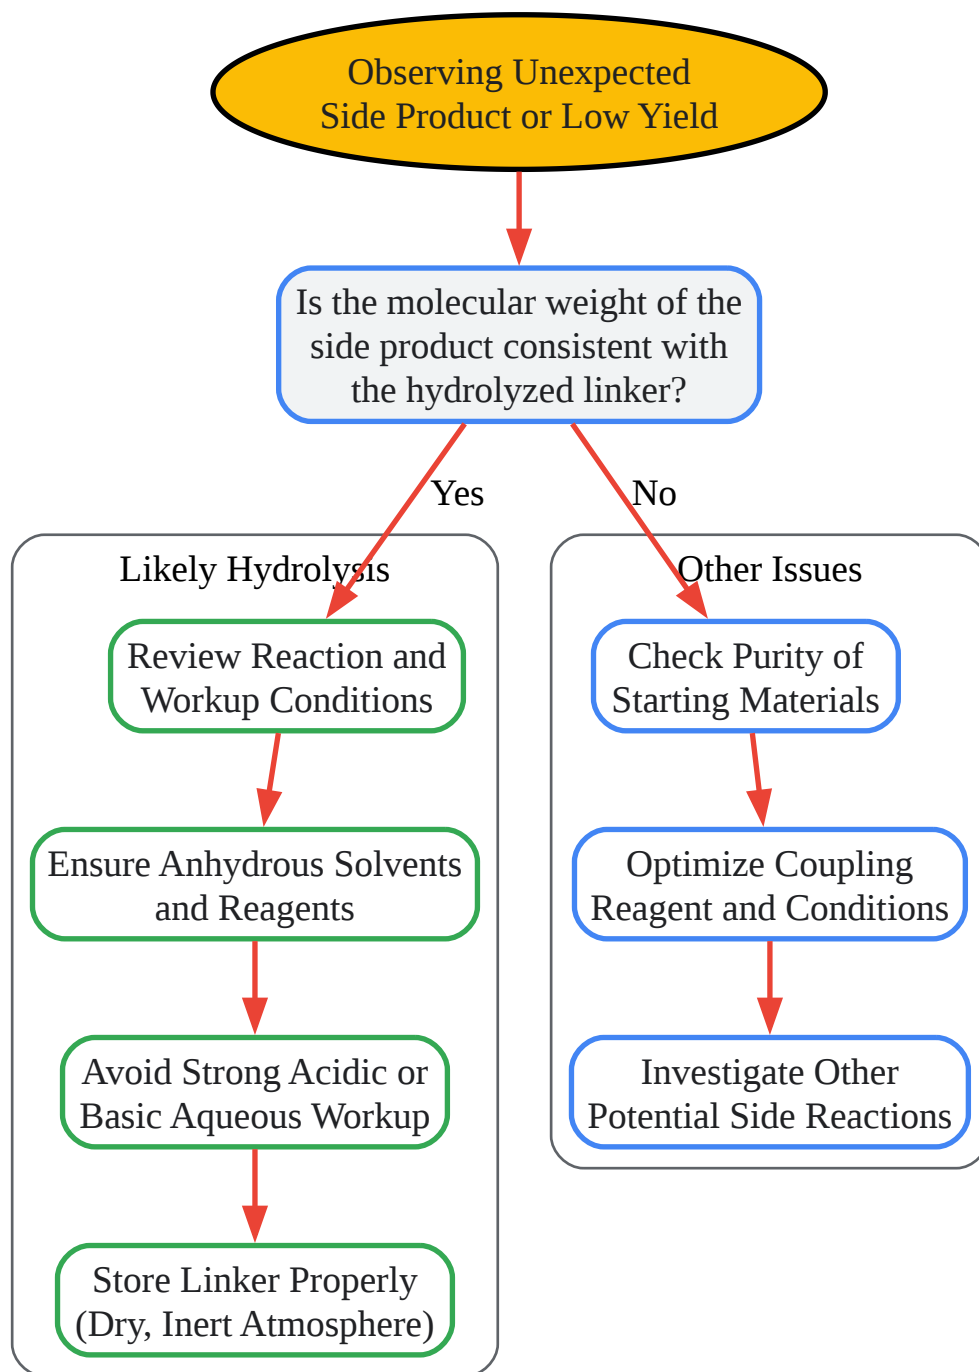 Observing Unexpected
Side Product or Low Yield
Is the molecular weight of the
side product consistent with
the hydrolyzed linker?
Yes
No
Likely Hydrolysis
Review Reaction and
Workup Conditions
Ensure Anhydrous Solvents
and Reagents
Avoid Strong Acidic or
Basic Aqueous Workup
Store Linker Properly
(Dry, Inert Atmosphere)
Other Issues
Check Purity of
Starting Materials
Optimize Coupling
Reagent and Conditions
Investigate Other
Potential Side Reactions